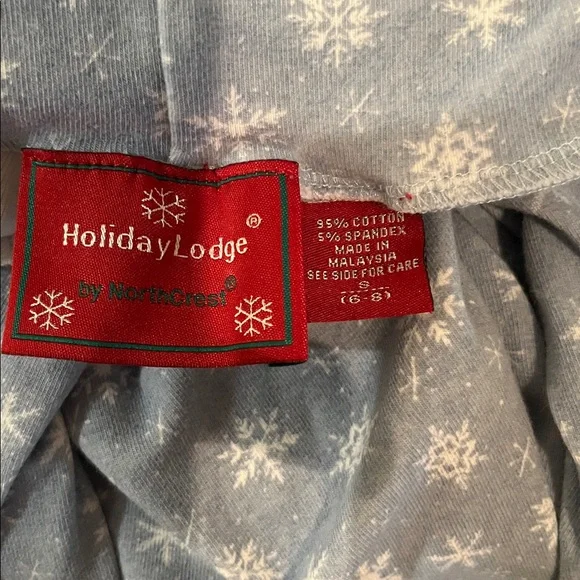 HolidayLodge®
by NorthCrest®
95% COTTON
5% SPANDEX
MADE IN
MALAYSIA
SEE SIDE FOR CARE
S
(6-8)